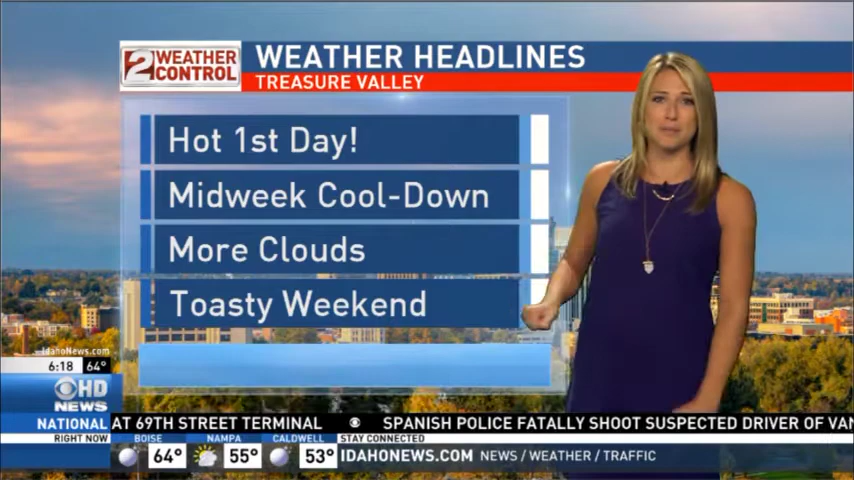 2 WEATHER CONTROL
WEATHER HEADLINES
TREASURE VALLEY
Hot 1st Day!
Midweek Cool-Down
More Clouds
Toasty Weekend
IdahoNews.com
6:18 64°
HD
NEWS
NATIONAL AT 69TH STREET TERMINAL SPANISH POLICE FATALLY SHOOT SUSPECTED DRIVER OF VAN
RIGHT NOW BOISE NAMPA CALDWELL STAY CONNECTED
64° 55° 53° IDAHONEWS.COM NEWS / WEATHER / TRAFFIC